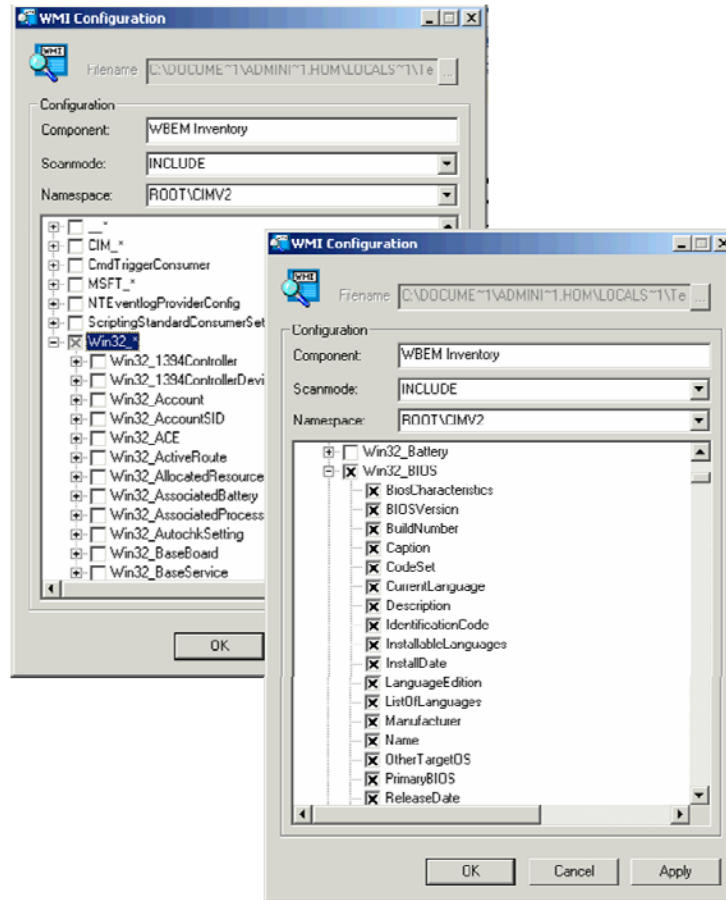 WMI Configuration
WMI
Filename C:\DOCUME~1\ADMINI~1.HOM\LOCALS~1\Te ...
Configuration
Component: WBEM Inventory
Scanmode: INCLUDE
Namespace: ROOT\CIMV2
__*
CIM_*
CmdTriggerConsumer
MSFT_*
NTEventlogProviderConfig
ScriptingStandardConsumerSet
Win32_*
Win32_1394Controller
Win32_1394ControllerDevi
Win32_Account
Win32_AccountSID
Win32_ACE
Win32_ActiveRoute
Win32_AllocatedResource
Win32_AssociatedBattery
Win32_AssociatedProcess
Win32_AutochkSetting
Win32_BaseBoard
Win32_BaseService
OK
WMI Configuration
WMI
Filename C:\DOCUME~1\ADMINI~1.HOM\LOCALS~1\Te ...
Configuration
Component: WBEM Inventory
Scanmode: INCLUDE
Namespace: ROOT\CIMV2
Win32_Battery
Win32_BIOS
BiosCharacteristics
BIOSVersion
BuildNumber
Caption
CodeSet
CurrentLanguage
Description
IdentificationCode
InstallableLanguages
InstallDate
LanguageEdition
ListOfLanguages
Manufacturer
Name
OtherTargetOS
PrimaryBIOS
ReleaseDate
OK Cancel Apply